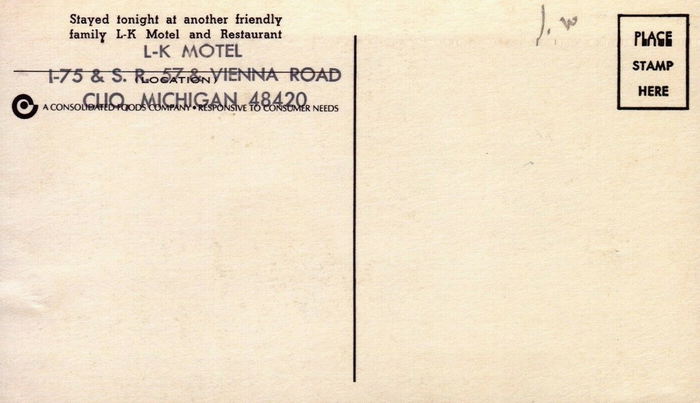 Stayed tonight at another friendly
family L-K Motel and Restaurant
L-K MOTEL
I-75 & S. R. 57 & VIENNA ROAD
(LOCATION)
CLIO, MICHIGAN 48420
A CONSOLIDATED FOODS COMPANY • RESPONSIVE TO CONSUMER NEEDS
PLACE
STAMP
HERE